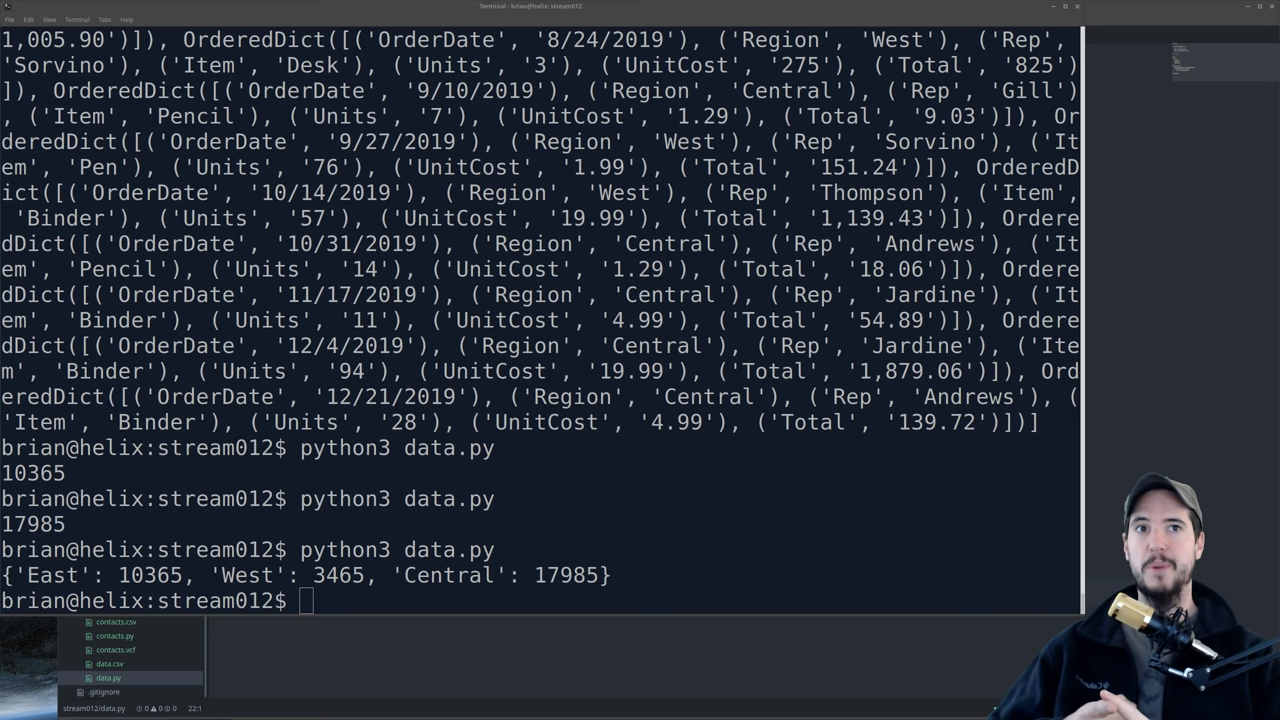 Terminal - brian@helix: stream012
File Edit View Terminal Tabs Help
1,005.90')]), OrderedDict([('OrderDate', '8/24/2019'), ('Region', 'West'), ('Rep',
'Sorvino'), ('Item', 'Desk'), ('Units', '3'), ('UnitCost', '275'), ('Total', '825')
]), OrderedDict([('OrderDate', '9/10/2019'), ('Region', 'Central'), ('Rep', 'Gill')
, ('Item', 'Pencil'), ('Units', '7'), ('UnitCost', '1.29'), ('Total', '9.03')]), Or
deredDict([('OrderDate', '9/27/2019'), ('Region', 'West'), ('Rep', 'Sorvino'), ('It
em', 'Pen'), ('Units', '76'), ('UnitCost', '1.99'), ('Total', '151.24')]), OrderedD
ict([('OrderDate', '10/14/2019'), ('Region', 'West'), ('Rep', 'Thompson'), ('Item',
'Binder'), ('Units', '57'), ('UnitCost', '19.99'), ('Total', '1,139.43')]), Ordere
dDict([('OrderDate', '10/31/2019'), ('Region', 'Central'), ('Rep', 'Andrews'), ('It
em', 'Pencil'), ('Units', '14'), ('UnitCost', '1.29'), ('Total', '18.06')]), Ordere
dDict([('OrderDate', '11/17/2019'), ('Region', 'Central'), ('Rep', 'Jardine'), ('It
em', 'Binder'), ('Units', '11'), ('UnitCost', '4.99'), ('Total', '54.89')]), Ordere
dDict([('OrderDate', '12/4/2019'), ('Region', 'Central'), ('Rep', 'Jardine'), ('Ite
m', 'Binder'), ('Units', '94'), ('UnitCost', '19.99'), ('Total', '1,879.06')]), Ord
eredDict([('OrderDate', '12/21/2019'), ('Region', 'Central'), ('Rep', 'Andrews'), (
'Item', 'Binder'), ('Units', '28'), ('UnitCost', '4.99'), ('Total', '139.72')])]
brian@helix:stream012$ python3 data.py
10365
brian@helix:stream012$ python3 data.py
17985
brian@helix:stream012$ python3 data.py
{'East': 10365, 'West': 3465, 'Central': 17985}
brian@helix:stream012$
contacts.csv
contacts.py
contacts.vcf
data.csv
data.py
.gitignore
stream012/data.py 0 0 0 22:1